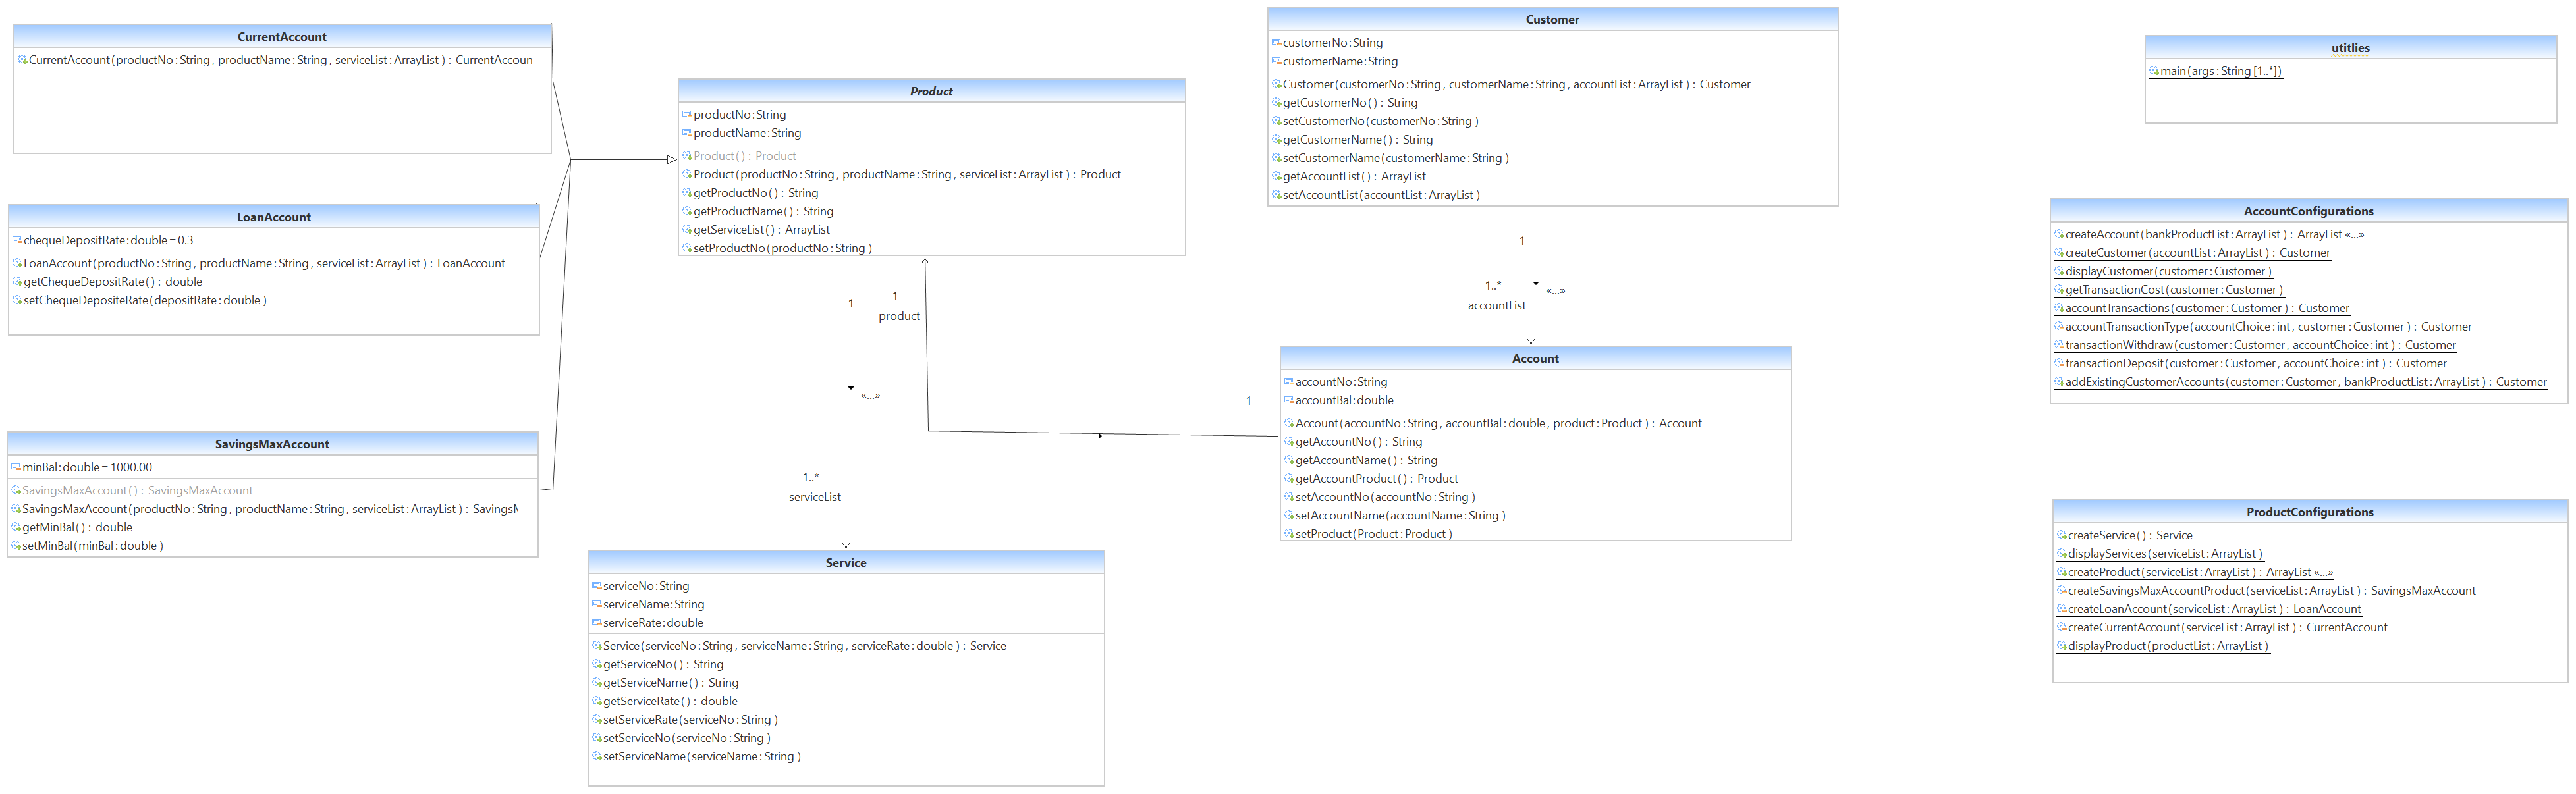 CurrentAccount
CurrentAccount(productNo:String, productName:String, serviceList:ArrayList) : CurrentAccoun
LoanAccount
chequeDepositRate:double=0.3
LoanAccount(productNo:String, productName:String, serviceList:ArrayList) : LoanAccount
getChequeDepositRate() : double
setChequeDepositeRate(depositRate:double)
SavingsMaxAccount
minBal:double=1000.00
SavingsMaxAccount() : SavingsMaxAccount
SavingsMaxAccount(productNo:String, productName:String, serviceList:ArrayList) : SavingsM
getMinBal() : double
setMinBal(minBal:double)
Product
productNo:String
productName:String
Product() : Product
Product(productNo:String, productName:String, serviceList:ArrayList) : Product
getProductNo() : String
getProductName() : String
getServiceList() : ArrayList
setProductNo(productNo:String)
1
1
product
«...»
1..*
serviceList
1
Service
serviceNo:String
serviceName:String
serviceRate:double
Service(serviceNo:String, serviceName:String, serviceRate:double) : Service
getServiceNo() : String
getServiceName() : String
getServiceRate() : double
setServiceRate(serviceNo:String)
setServiceNo(serviceNo:String)
setServiceName(serviceName:String)
Customer
customerNo:String
customerName:String
Customer(customerNo:String, customerName:String, accountList:ArrayList) : Customer
getCustomerNo() : String
setCustomerNo(customerNo:String)
getCustomerName() : String
setCustomerName(customerName:String)
getAccountList() : ArrayList
setAccountList(accountList:ArrayList)
1
1..*
«...»
accountList
Account
accountNo:String
accountBal:double
Account(accountNo:String, accountBal:double, product:Product) : Account
getAccountNo() : String
getAccountName() : String
getAccountProduct() : Product
setAccountNo(accountNo:String)
setAccountName(accountName:String)
setProduct(Product:Product)
utitlies
main(args:String[1..*])
AccountConfigurations
createAccount(bankProductList:ArrayList) : ArrayList «...»
createCustomer(accountList:ArrayList) : Customer
displayCustomer(customer:Customer)
getTransactionCost(customer:Customer)
accountTransactions(customer:Customer) : Customer
accountTransactionType(accountChoice:int, customer:Customer) : Customer
transactionWithdraw(customer:Customer, accountChoice:int) : Customer
transactionDeposit(customer:Customer, accountChoice:int) : Customer
addExistingCustomerAccounts(customer:Customer, bankProductList:ArrayList) : Customer
ProductConfigurations
createService() : Service
displayServices(serviceList:ArrayList)
createProduct(serviceList:ArrayList) : ArrayList «...»
createSavingsMaxAccountProduct(serviceList:ArrayList) : SavingsMaxAccount
createLoanAccount(serviceList:ArrayList) : LoanAccount
createCurrentAccount(serviceList:ArrayList) : CurrentAccount
displayProduct(productList:ArrayList)